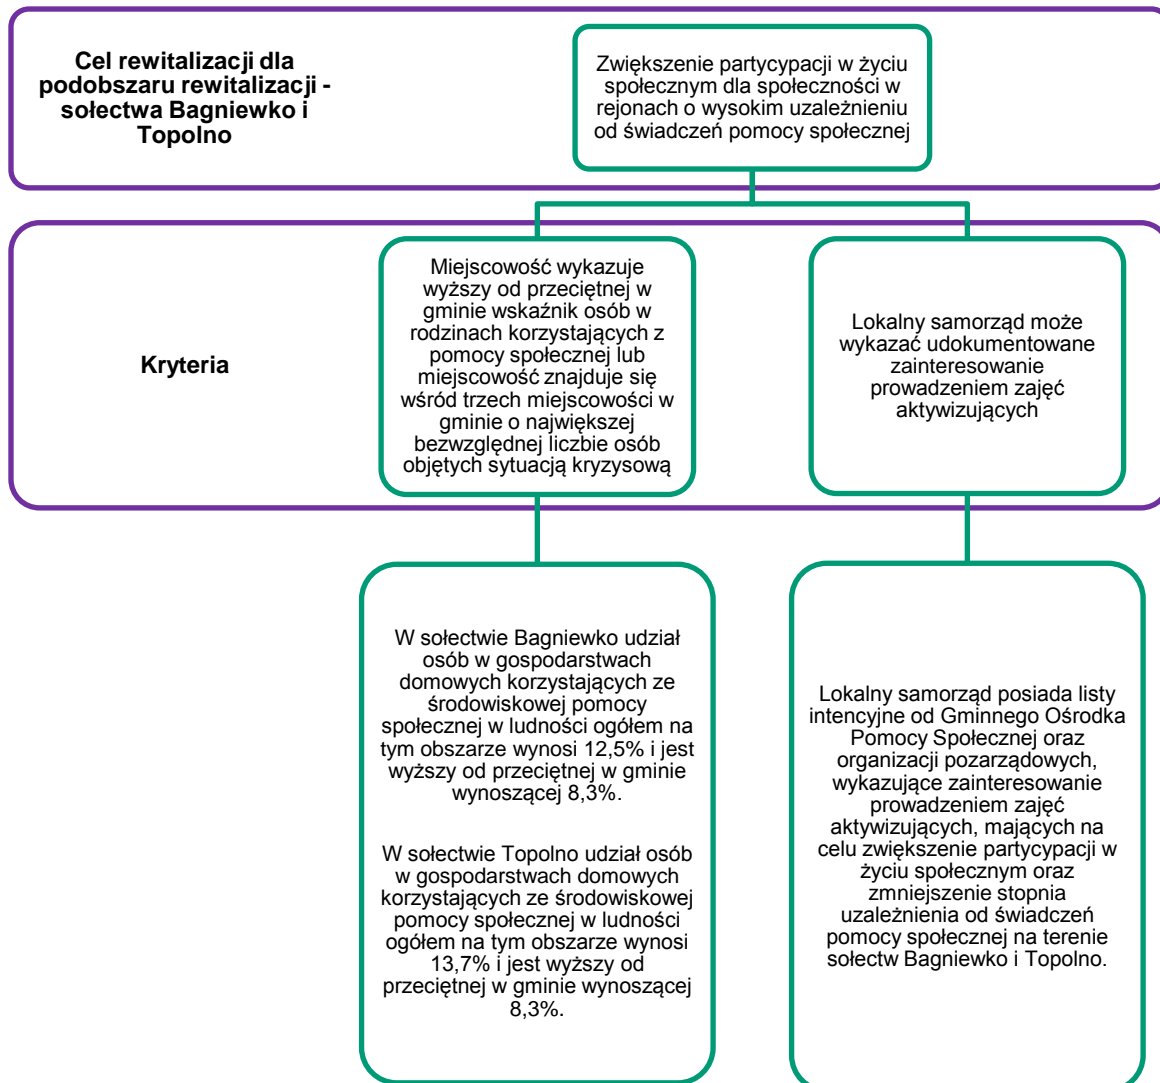 Cel rewitalizacji dla
podobszaru rewitalizacji -
sołectwa Bagniewko i
Topolno
Zwiększenie partycypacji w życiu
społecznym dla społeczności w
rejonach o wysokim uzależnieniu
od świadczeń pomocy społecznej
Kryteria
Miejscowość wykazuje
wyższy od przeciętnej w
gminie wskaźnik osób w
rodzinach korzystających z
pomocy społecznej lub
miejscowość znajduje się
wśród trzech miejscowości w
gminie o największej
bezwzględnej liczbie osób
objętych sytuacją kryzysową
Lokalny samorząd może
wykazać udokumentowane
zainteresowanie
prowadzeniem zajęć
aktywizujących
W sołectwie Bagniewko udział
osób w gospodarstwach
domowych korzystających ze
środowiskowej pomocy
społecznej w ludności ogółem na
tym obszarze wynosi 12,5% i jest
wyższy od przeciętnej w gminie
wynoszącej 8,3%.
W sołectwie Topolno udział osób
w gospodarstwach domowych
korzystających ze środowiskowej
pomocy społecznej w ludności
ogółem na tym obszarze wynosi
13,7% i jest wyższy od
przeciętnej w gminie wynoszącej
8,3%.
Lokalny samorząd posiada listy
intencyjne od Gminnego Ośrodka
Pomocy Społecznej oraz
organizacji pozarządowych,
wykazujące zainteresowanie
prowadzeniem zajęć
aktywizujących, mających na
celu zwiększenie partycypacji w
życiu społecznym oraz
zmniejszenie stopnia
uzależnienia od świadczeń
pomocy społecznej na terenie
sołectw Bagniewko i Topolno.